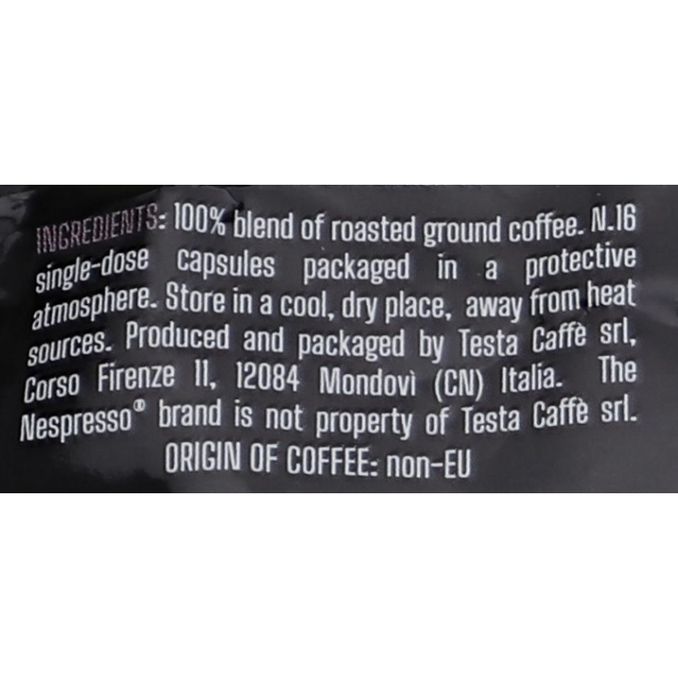 INGREDIENTS: 100% blend of roasted ground coffee. N.16
single-dose capsules packaged in a protective
atmosphere. Store in a cool, dry place, away from heat
sources. Produced and packaged by Testa Caffè srl,
Corso Firenze 11, 12084 Mondovì (CN) Italia. The
Nespresso® brand is not property of Testa Caffè srl.
ORIGIN OF COFFEE: non-EU